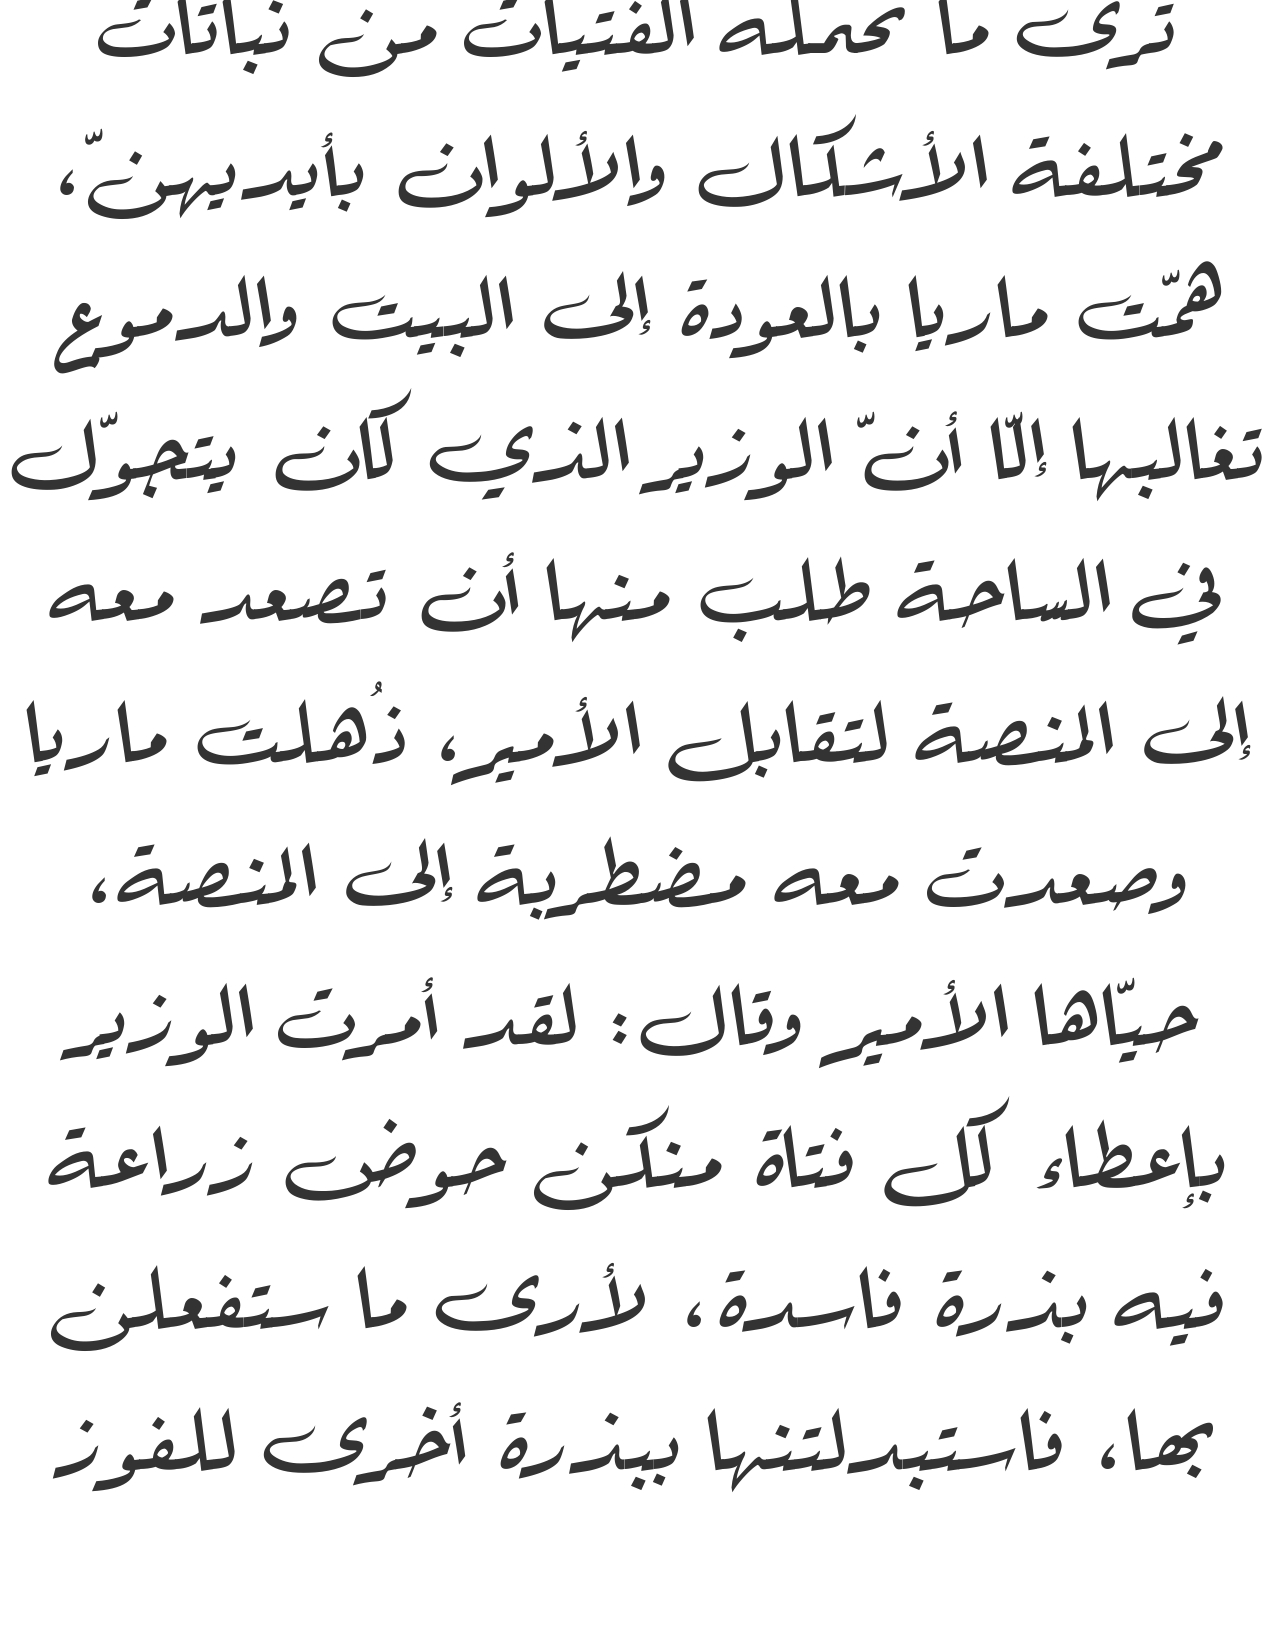 ترى ما تحمله الفتيات من نباتات
مختلفة الأشكال والألوان بأيديهنّ،
همّت ماريا بالعودة إلى البيت والدموع
تغالبها إلّا أنّ الوزير الذي كان يتجوّل
في الساحة طلب منها أن تصعد معه
إلى المنصة لتقابل الأمير، ذُهلت ماريا
وصعدت معه مضطربة إلى المنصة،
حيّاها الأمير وقال: لقد أمرت الوزير
بإعطاء كل فتاة منكن حوض زراعة
فيه بذرة فاسدة، لأرى ما ستفعلن
بها، فاستبدلتنها ببذرة أخرى للفوز